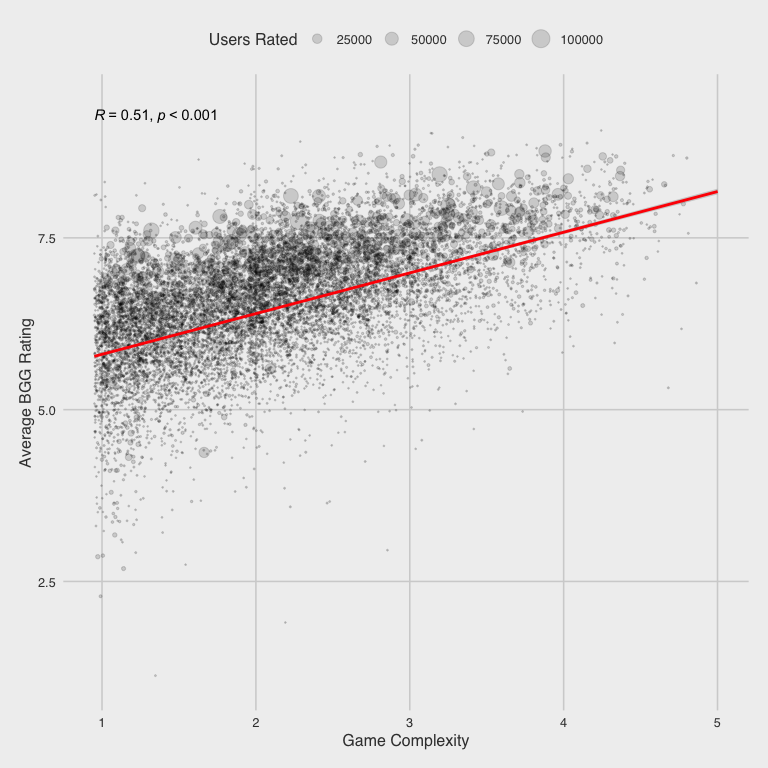 Users Rated 25000 50000 75000 100000
R = 0.51, p < 0.001
7.5
5.0
2.5
Average BGG Rating
1 2 3 4 5
Game Complexity